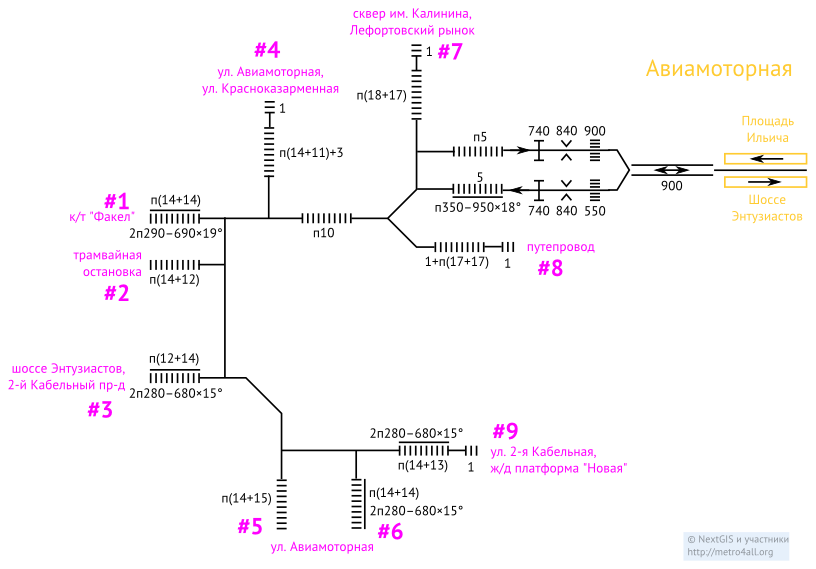 сквер им. Калинина,
Лефортовский рынок
#7
1
п(18+17)
#4
ул. Авиамоторная,
ул. Красноказарменная
1
п(14+11)+3
Авиамоторная
Площадь
Ильича
Шоссе
Энтузиастов
п5
740
840
900
5
п350–950×18°
740
840
550
900
#1
к/т "Факел"
п(14+14)
2п290–690×19°
п10
трамвайная
остановка
#2
п(14+12)
путепровод
#8
1+п(17+17)
1
шоссе Энтузиастов,
2-й Кабельный пр-д
#3
п(12+14)
2п280–680×15°
2п280–680×15°
п(14+13)
1
#9
ул. 2-я Кабельная,
ж/д платформа "Новая"
п(14+15)
#5
п(14+14)
2п280–680×15°
#6
ул. Авиамоторная
© NextGIS и участники
http://metro4all.org